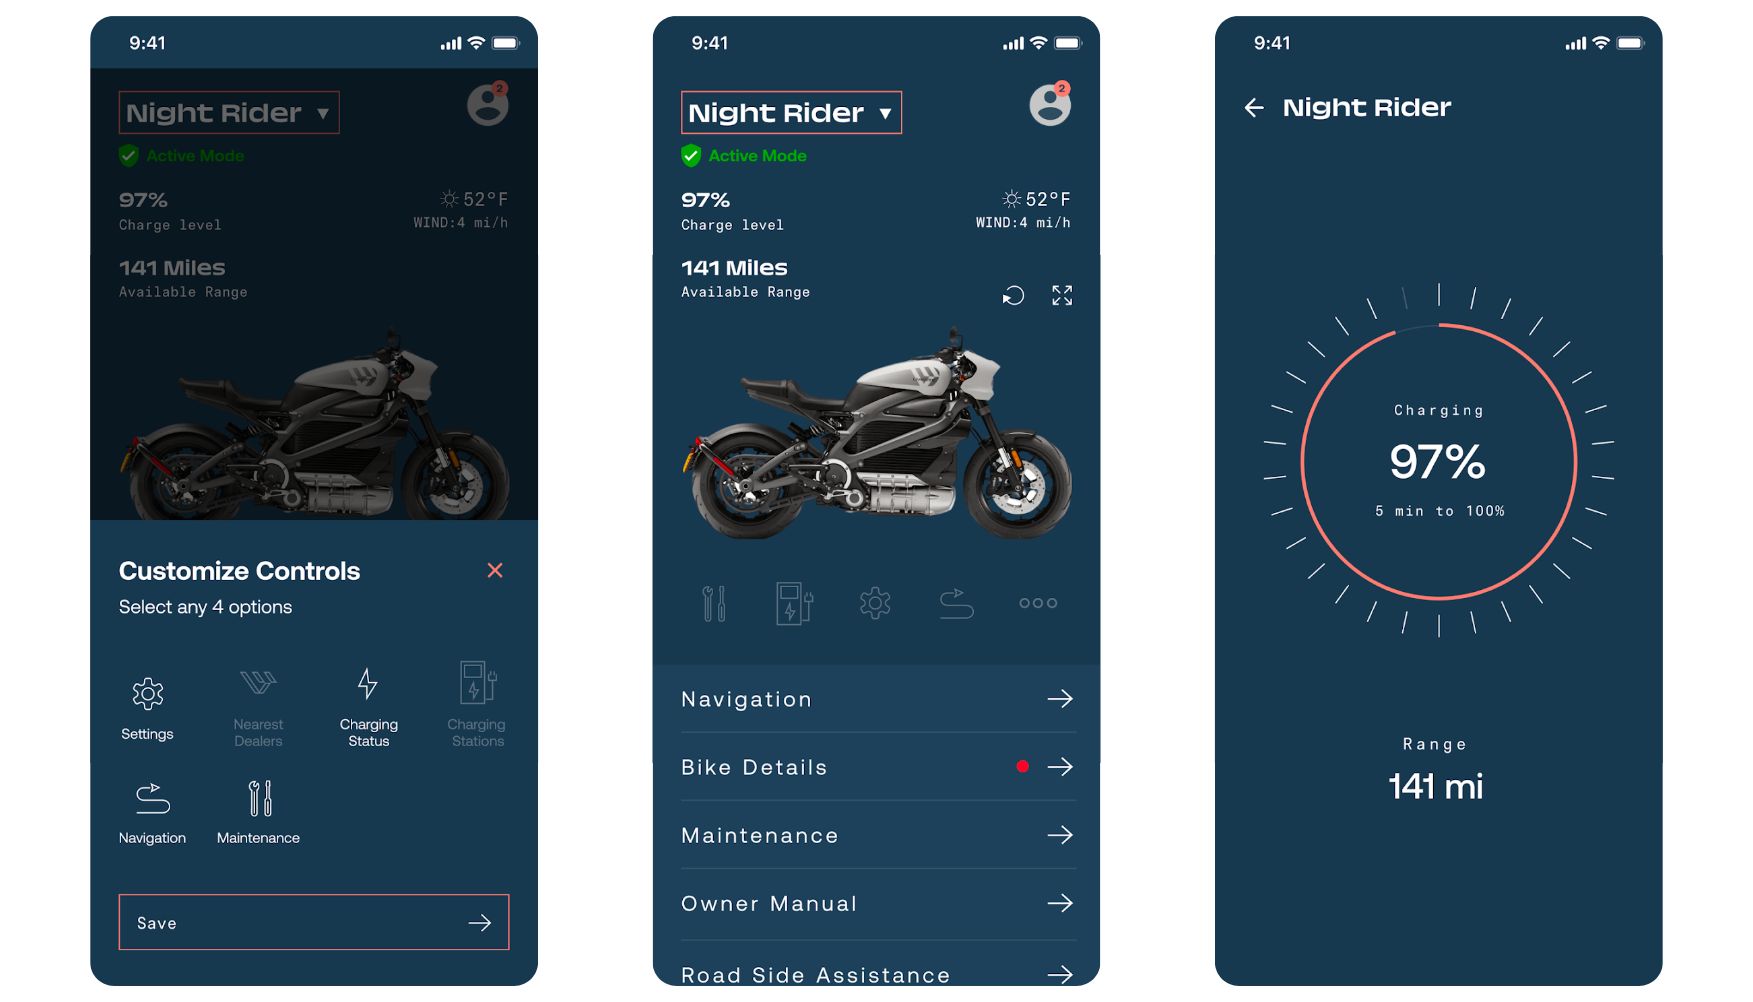 9:41
Night Rider
2
Active Mode
97%
52°F
Charge level
WIND:4 mi/h
141 Miles
Available Range
Customize Controls
Select any 4 options
Settings
Nearest
Dealers
Charging
Status
Charging
Stations
Navigation
Maintenance
Save
9:41
Night Rider
2
Active Mode
97%
52°F
Charge level
WIND:4 mi/h
141 Miles
Available Range
Navigation
Bike Details
Maintenance
Owner Manual
Road Side Assistance
9:41
Night Rider
Charging
97%
5 min to 100%
Range
141 mi